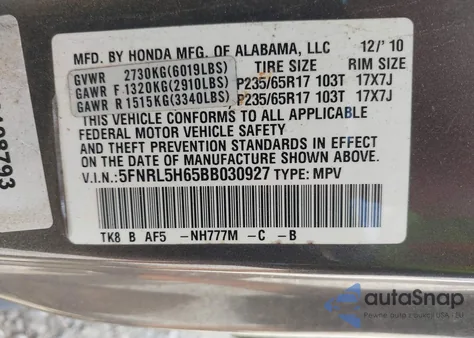 MFD. BY HONDA MFG. OF ALABAMA, LLC 12/'10
TIRE SIZE RIM SIZE
GVWR 2730KG(6019LBS)
GAWR F 1320KG(2910LBS) P235/65R17 103T 17X7J
GAWR R 1515KG(3340LBS) P235/65R17 103T 17X7J
THIS VEHICLE CONFORMS TO ALL APPLICABLE
FEDERAL MOTOR VEHICLE SAFETY
AND THEFT PREVENTION STANDARDS IN EFFECT
ON THE DATE OF MANUFACTURE SHOWN ABOVE.
V.I.N.: 5FNRL5H65BB030927 TYPE: MPV
TK8 B AF5 -NH777M -C -B
autoSnap